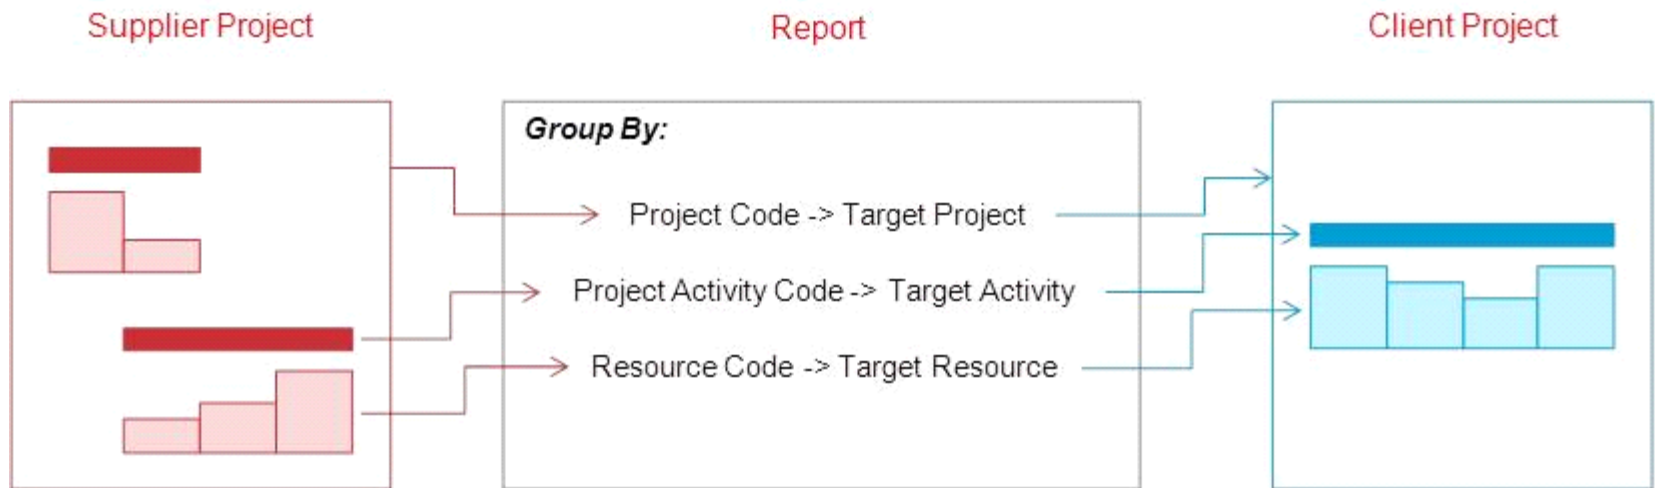 Supplier Project
Report
Client Project
Group By:
Project Code -> Target Project
Project Activity Code -> Target Activity
Resource Code -> Target Resource